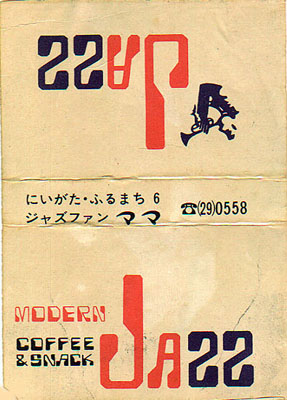 JAZZ
にいがた・ふるまち 6
ジャズファン ママ ☎(29)0558
MODERN
COFFEE
& SNACK
JAZZ